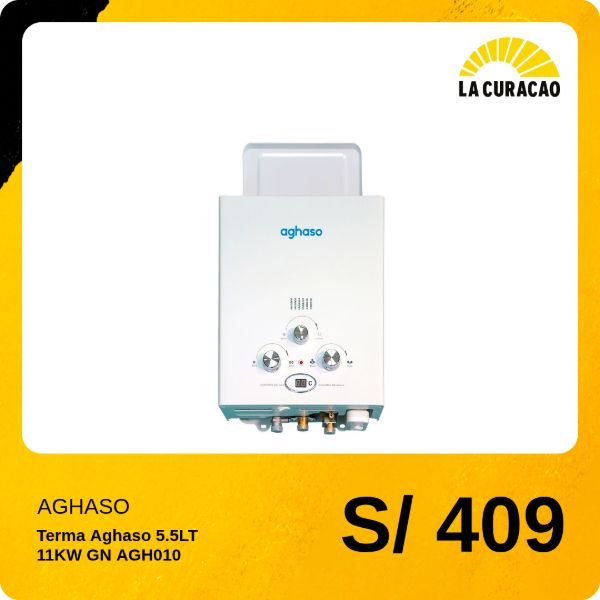 LA CURACAO
aghaso
°C
AGHASO
Terma Aghaso 5.5LT
11KW GN AGH010
S/ 409